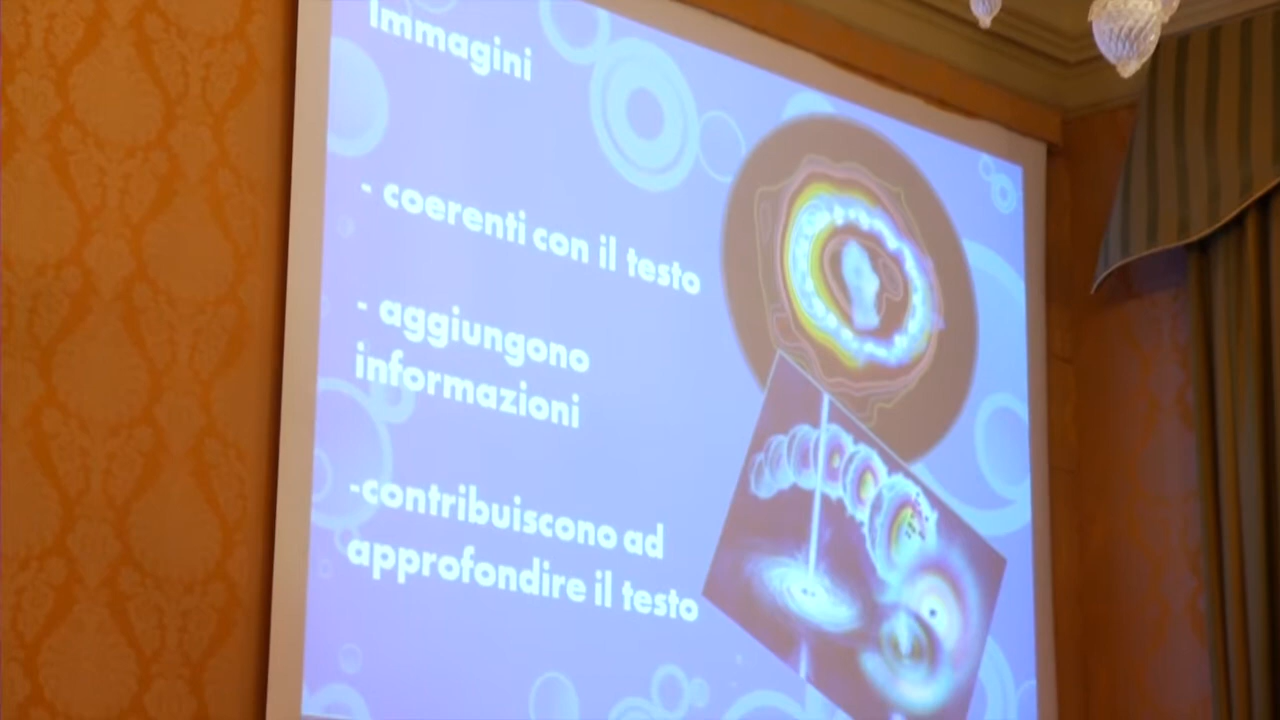 Immagini
- coerenti con il testo
- aggiungono
informazioni
-contribuiscono ad
approfondire il testo